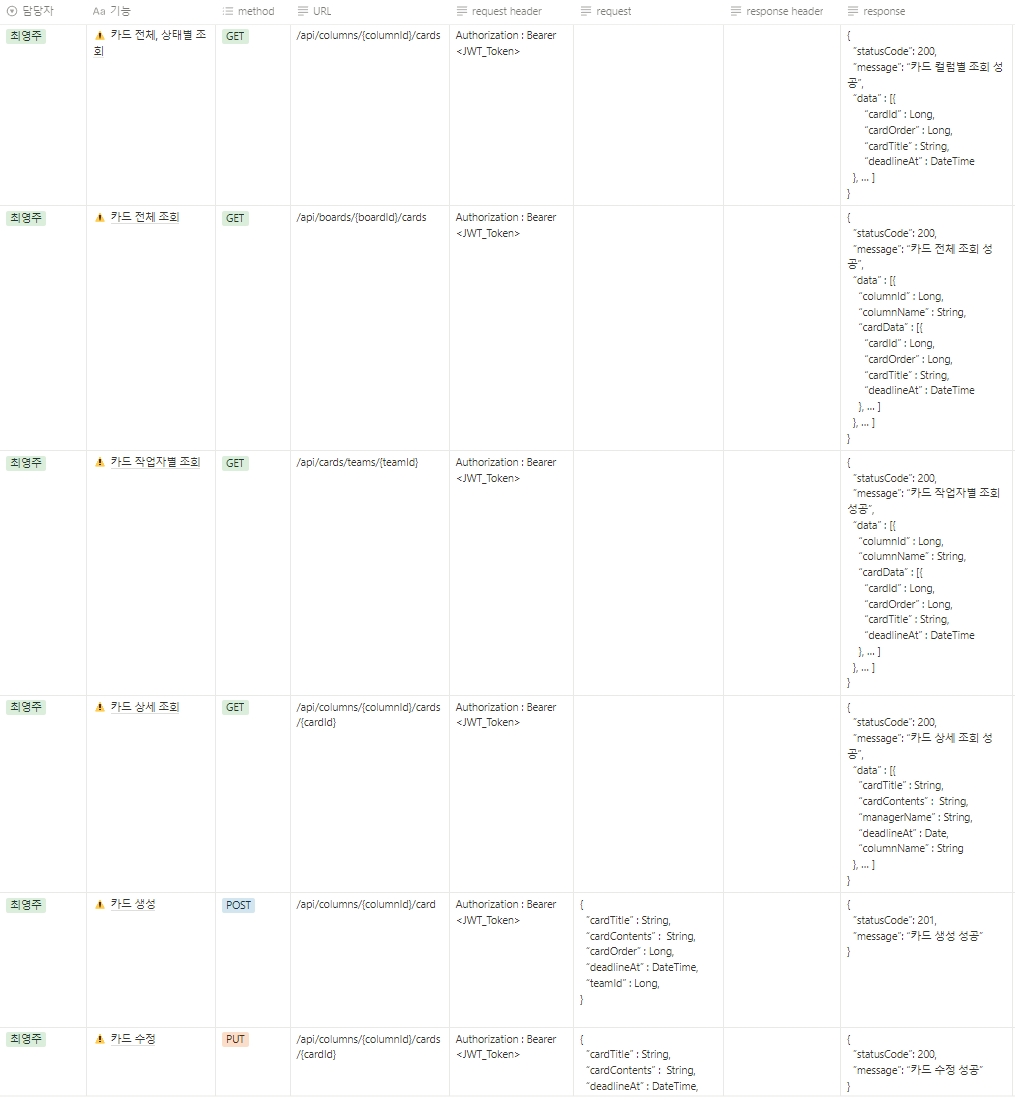 담당자 Aa 기능 method URL request header request response header response
최영주
카드 전체, 상태별 조
회
GET
/api/columns/{columnId}/cards
Authorization : Bearer
<JWT_Token>
{
"statusCode": 200,
"message": "카드 컬럼별 조회 성
공",
"data" : [{
"cardId" : Long,
"cardOrder" : Long,
"cardTitle" : String,
"deadlineAt" : DateTime
}, ... ]
}
최영주
카드 전체 조회
GET
/api/boards/{boardId}/cards
Authorization : Bearer
<JWT_Token>
{
"statusCode": 200,
"message": "카드 전체 조회 성
공",
"data" : [{
"columnId" : Long,
"columnName" : String,
"cardData" : [{
"cardId" : Long,
"cardOrder" : Long,
"cardTitle" : String,
"deadlineAt" : DateTime
}, ... ]
}, ... ]
}
최영주
카드 작업자별 조회
GET
/api/cards/teams/{teamId}
Authorization : Bearer
<JWT_Token>
{
"statusCode": 200,
"message": "카드 작업자별 조회
성공",
"data" : [{
"columnId" : Long,
"columnName" : String,
"cardData" : [{
"cardId" : Long,
"cardOrder" : Long,
"cardTitle" : String,
"deadlineAt" : DateTime
}, ... ]
}, ... ]
}
최영주
카드 상세 조회
GET
/api/columns/{columnId}/cards
/{cardId}
Authorization : Bearer
<JWT_Token>
{
"statusCode": 200,
"message": "카드 상세 조회 성
공",
"data" : [{
"cardTitle" : String,
"cardContents" : String,
"managerName" : String,
"deadlineAt" : Date,
"columnName" : String
}, ... ]
}
최영주
카드 생성
POST
/api/columns/{columnId}/card
Authorization : Bearer
<JWT_Token>
{
"cardTitle" : String,
"cardContents" : String,
"cardOrder" : Long,
"deadlineAt" : DateTime,
"teamId" : Long,
}
{
"statusCode": 201,
"message": "카드 생성 성공"
}
최영주
카드 수정
PUT
/api/columns/{columnId}/cards
/{cardId}
Authorization : Bearer
<JWT_Token>
{
"cardTitle" : String,
"cardContents" : String,
"deadlineAt" : DateTime,
{
"statusCode": 200,
"message": "카드 수정 성공"
}